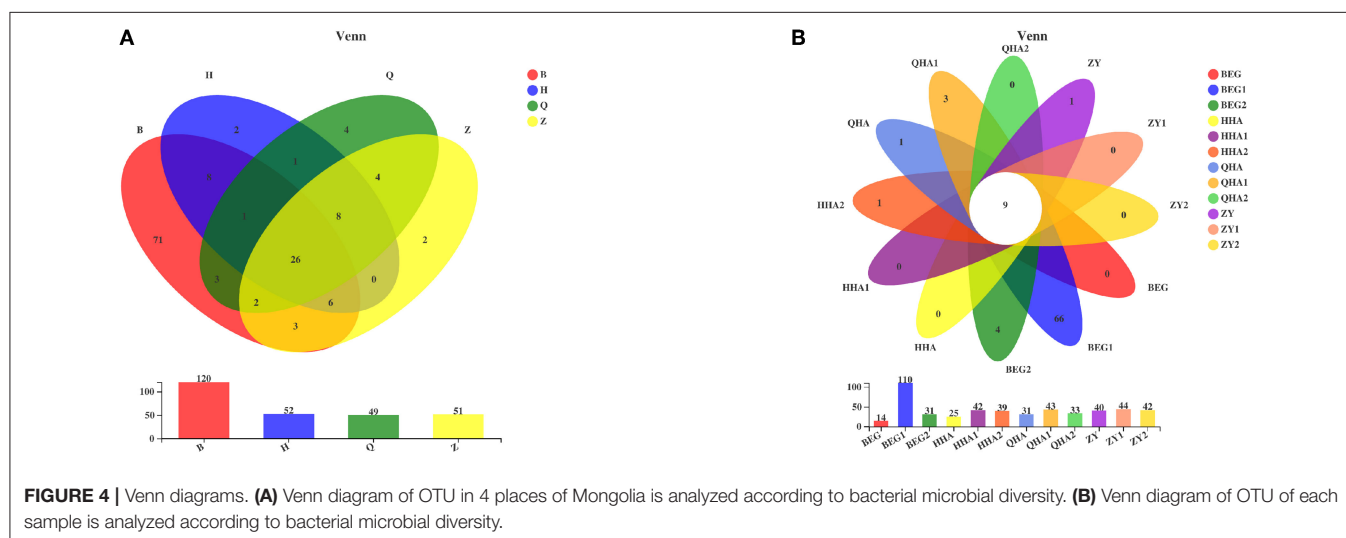 A
Venn
H
Q
B
Z
B
H
Q
Z
2
4
1
8
4
1
8
71
2
26
3
0
2
6
3
120
100
52
49
51
50
0
B
H
Q
Z
B
Venn
QHA2
QHA1
ZY
QHA
ZY1
HHA2
ZY2
HHA1
BEG
HHA
BEG1
BEG2
0
3
1
1
0
1
9
0
0
0
0
66
4
BEG
BEG1
BEG2
HHA
HHA1
HHA2
QHA
QHA1
QHA2
ZY
ZY1
ZY2
110
100
50
0
14
31
25
42
39
31
43
33
40
44
42
BEG
BEG1
BEG2
HHA
HHA1
HHA2
QHA
QHA1
QHA2
ZY
ZY1
ZY2
FIGURE 4 | Venn diagrams. (A) Venn diagram of OTU in 4 places of Mongolia is analyzed according to bacterial microbial diversity. (B) Venn diagram of OTU of each
sample is analyzed according to bacterial microbial diversity.